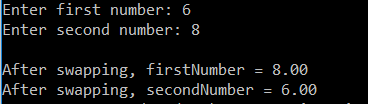 Enter first number: 6
Enter second number: 8
After swapping, firstNumber = 8.00
After swapping, secondNumber = 6.00